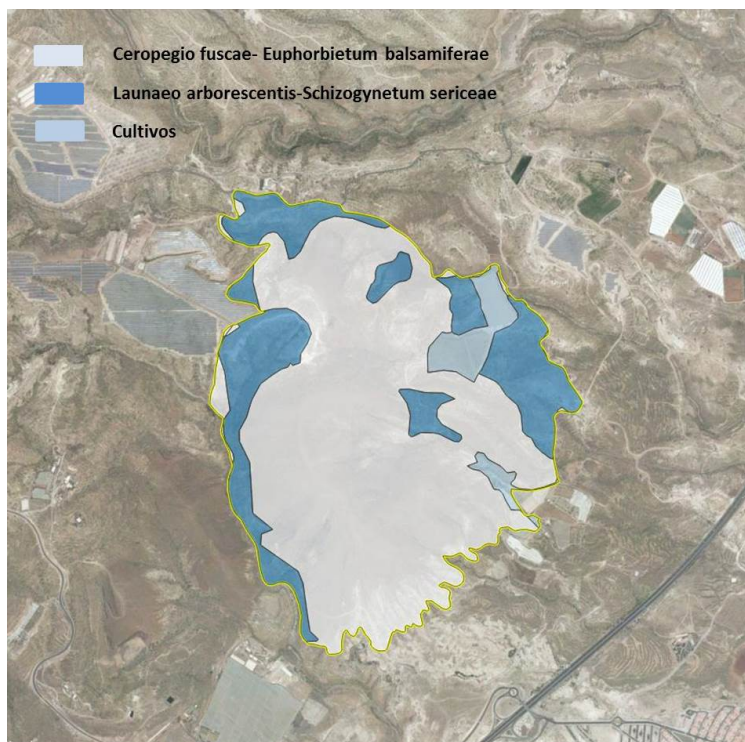 Ceropegio fuscae- Euphorbietum balsamiferae
Launaeo arborescentis-Schizogynetum sericeae
Cultivos